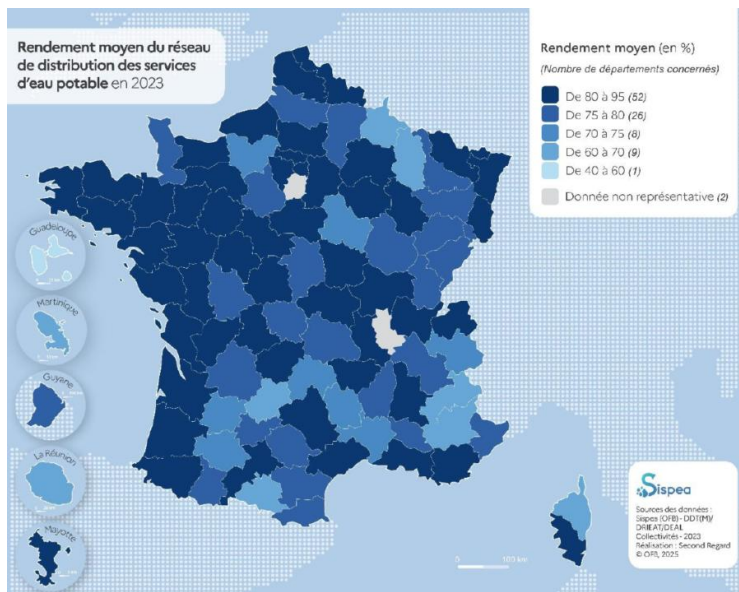 Rendement moyen du réseau
de distribution des services
d'eau potable en 2023
Rendement moyen (en %)
(Nombre de départements concernés)
De 80 à 95 (52)
De 75 à 80 (26)
De 70 à 75 (8)
De 60 à 70 (9)
De 40 à 60 (1)
Donnée non représentative (2)
Guadeloupe
Martinique
Guyane
La Réunion
Mayotte
0 100 km
Sispea
Sources des données :
Sispea (OFB) - DDT(M)/
DRIEAT/DEAL
Collectivités - 2023
Réalisation : Second Regard
© OFB, 2025